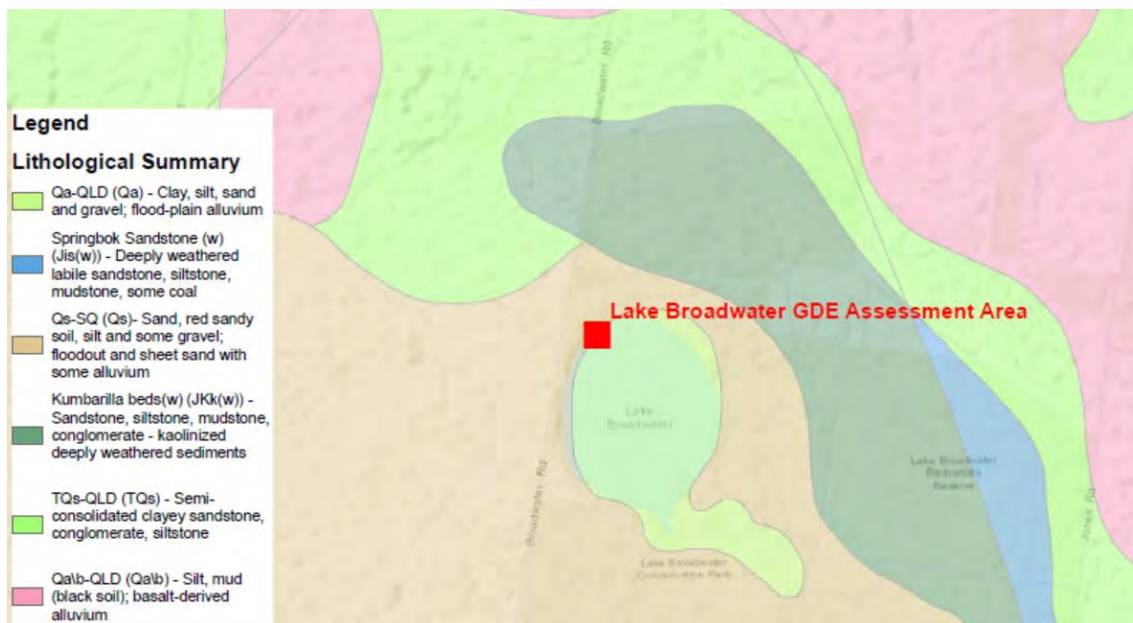 Broadwater Rd
Legend
Lithological Summary
Qa-QLD (Qa) - Clay, silt, sand
and gravel; flood-plain alluvium
Springbok Sandstone (w)
(Jis(w)) - Deeply weathered
labile sandstone, siltstone,
mudstone, some coal
Qs-SQ (Qs)- Sand, red sandy
soil, silt and some gravel;
floodout and sheet sand with
some alluvium
Kumbarilla beds(w) (JKk(w)) -
Sandstone, siltstone, mudstone,
conglomerate - kaolinized
deeply weathered sediments
TQs-QLD (TQs) - Semi-
consolidated clayey sandstone,
conglomerate, siltstone
Qa\b-QLD (Qa\b) - Silt, mud
(black soil); basalt-derived
alluvium
Lake Broadwater GDE Assessment Area
Lake
Broadwater
Broadwater Rd
Lake Broadwater
Resources
Reserve
Jones Rd
Lake Broadwater
Conservation Park